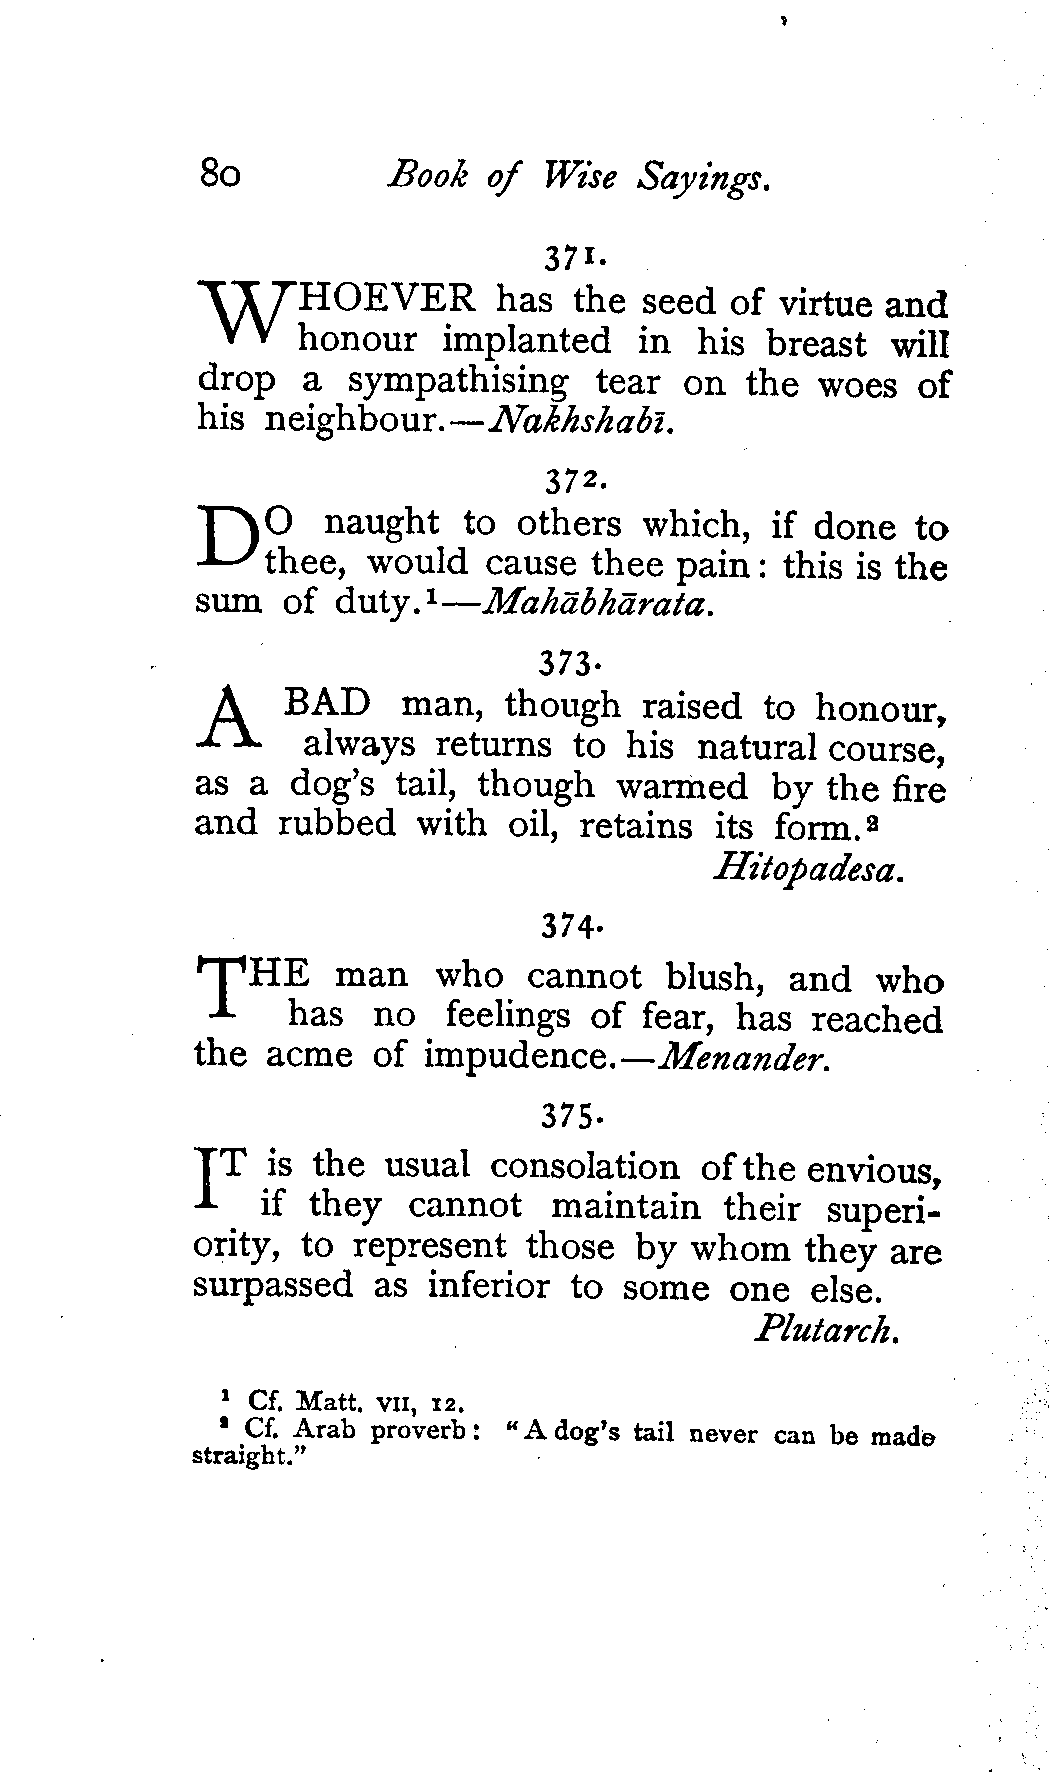 80 Book of Wise Sayings.
371.
WHOEVER has the seed of virtue and
honour implanted in his breast will
drop a sympathising tear on the woes of
his neighbour.—Nakhshabī.
372.
DO naught to others which, if done to
thee, would cause thee pain: this is the
sum of duty.¹—Mahābhārata.
373.
A BAD man, though raised to honour,
always returns to his natural course,
as a dog's tail, though warmed by the fire
and rubbed with oil, retains its form.²
Hitopadesa.
374.
THE man who cannot blush, and who
has no feelings of fear, has reached
the acme of impudence.—Menander.
375.
IT is the usual consolation of the envious,
if they cannot maintain their superi-
ority, to represent those by whom they are
surpassed as inferior to some one else.
Plutarch.
¹ Cf. Matt. VII, 12.
² Cf. Arab proverb: "A dog's tail never can be made
straight."